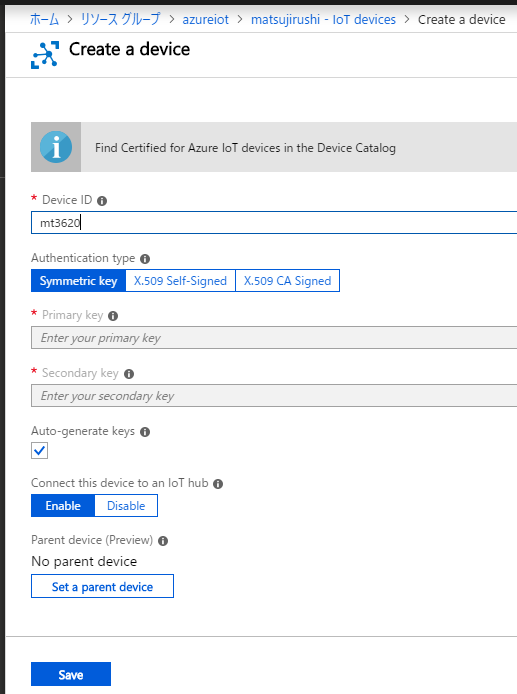 ホーム > リソース グループ > azureiot > matsujirushi - IoT devices > Create a device
Create a device
Find Certified for Azure IoT devices in the Device Catalog
* Device ID
mt3620
Authentication type
Symmetric key X.509 Self-Signed X.509 CA Signed
* Primary key
Enter your primary key
* Secondary key
Enter your secondary key
Auto-generate keys
Connect this device to an IoT hub
Enable Disable
Parent device (Preview)
No parent device
Set a parent device
Save